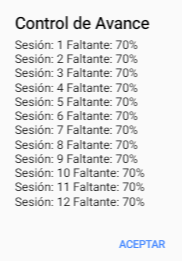 Control de Avance
Sesión: 1 Faltante: 70%
Sesión: 2 Faltante: 70%
Sesión: 3 Faltante: 70%
Sesión: 4 Faltante: 70%
Sesión: 5 Faltante: 70%
Sesión: 6 Faltante: 70%
Sesión: 7 Faltante: 70%
Sesión: 8 Faltante: 70%
Sesión: 9 Faltante: 70%
Sesión: 10 Faltante: 70%
Sesión: 11 Faltante: 70%
Sesión: 12 Faltante: 70%
ACEPTAR